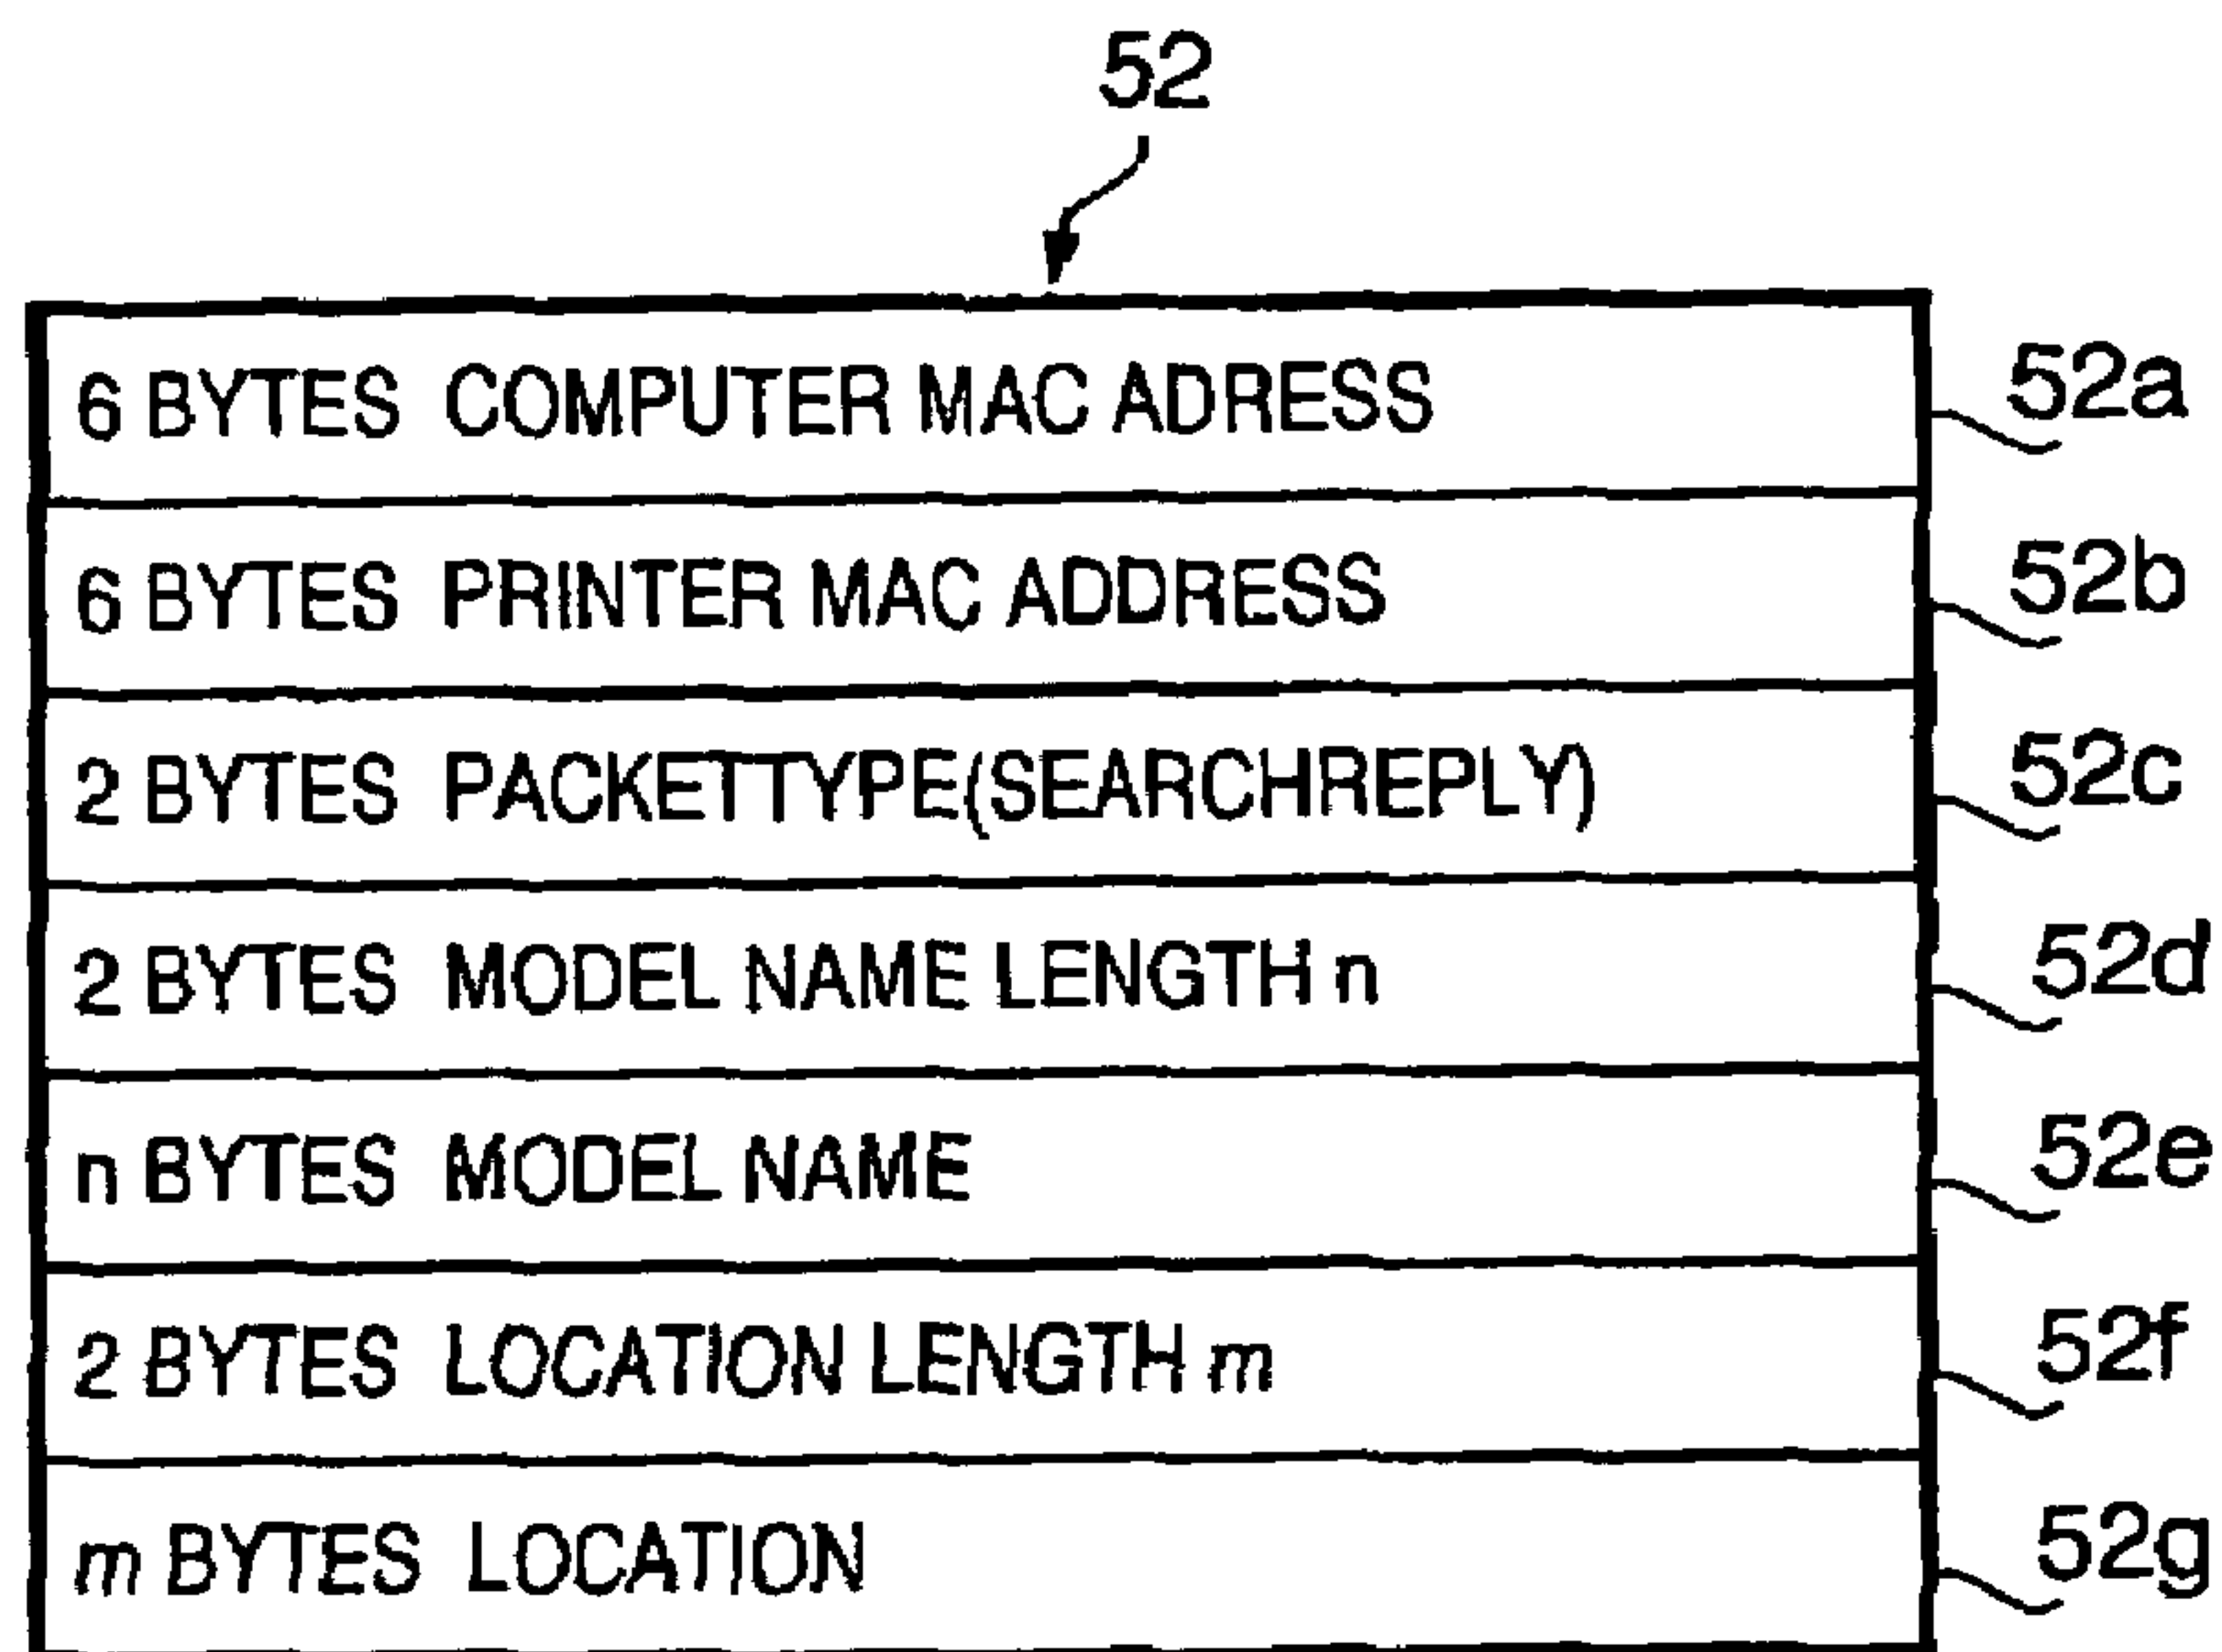 52
6 BYTES COMPUTER MAC ADRESS 52a
6 BYTES PRINTER MAC ADDRESS 52b
2 BYTES PACKETTYPE(SEARCHREPLY) 52c
2 BYTES MODEL NAME LENGTH n 52d
n BYTES MODEL NAME 52e
2 BYTES LOCATION LENGTH m 52f
m BYTES LOCATION 52g